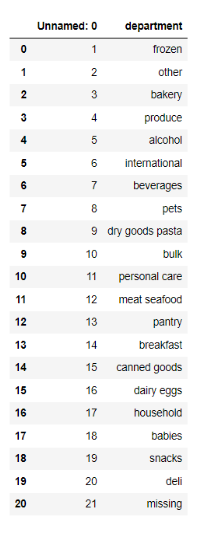 Unnamed: 0 department
0 1 frozen
1 2 other
2 3 bakery
3 4 produce
4 5 alcohol
5 6 international
6 7 beverages
7 8 pets
8 9 dry goods pasta
9 10 bulk
10 11 personal care
11 12 meat seafood
12 13 pantry
13 14 breakfast
14 15 canned goods
15 16 dairy eggs
16 17 household
17 18 babies
18 19 snacks
19 20 deli
20 21 missing